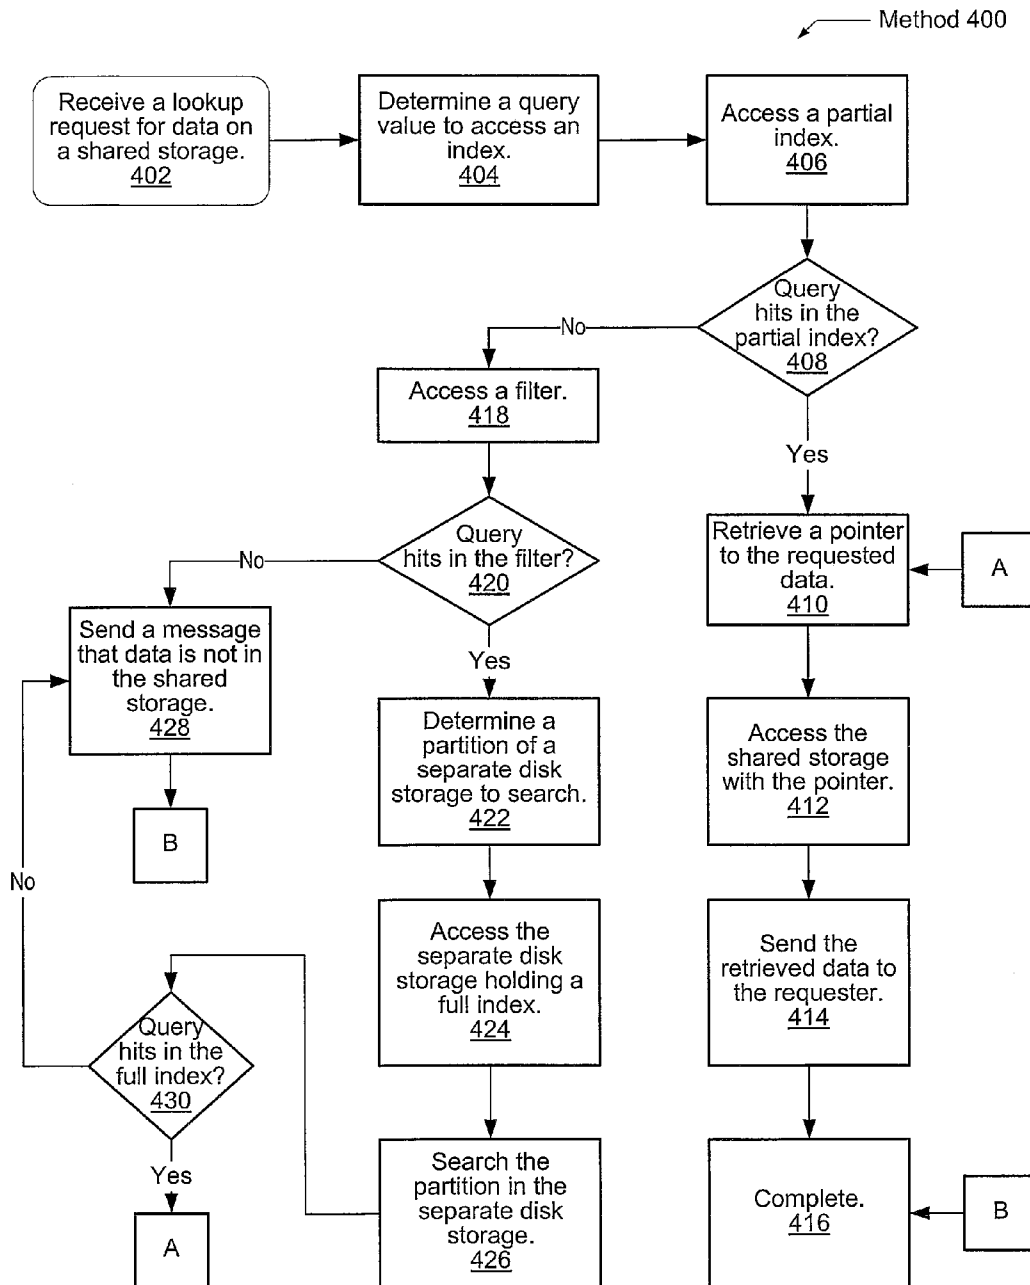 Method 400
Receive a lookup
request for data on
a shared storage.
402
Determine a query
value to access an
index.
404
Access a partial
index.
406
Query
hits in the
partial index?
408
No
Yes
Access a filter.
418
Query
hits in the filter?
420
No
Yes
Retrieve a pointer
to the requested
data.
410
A
Send a message
that data is not in
the shared
storage.
428
B
Determine a
partition of a
separate disk
storage to search.
422
Access the
shared storage
with the pointer.
412
No
Access the
separate disk
storage holding a
full index.
424
Send the
retrieved data to
the requester.
414
Query
hits in the
full index?
430
Yes
A
Search the
partition in the
separate disk
storage.
426
Complete.
416
B